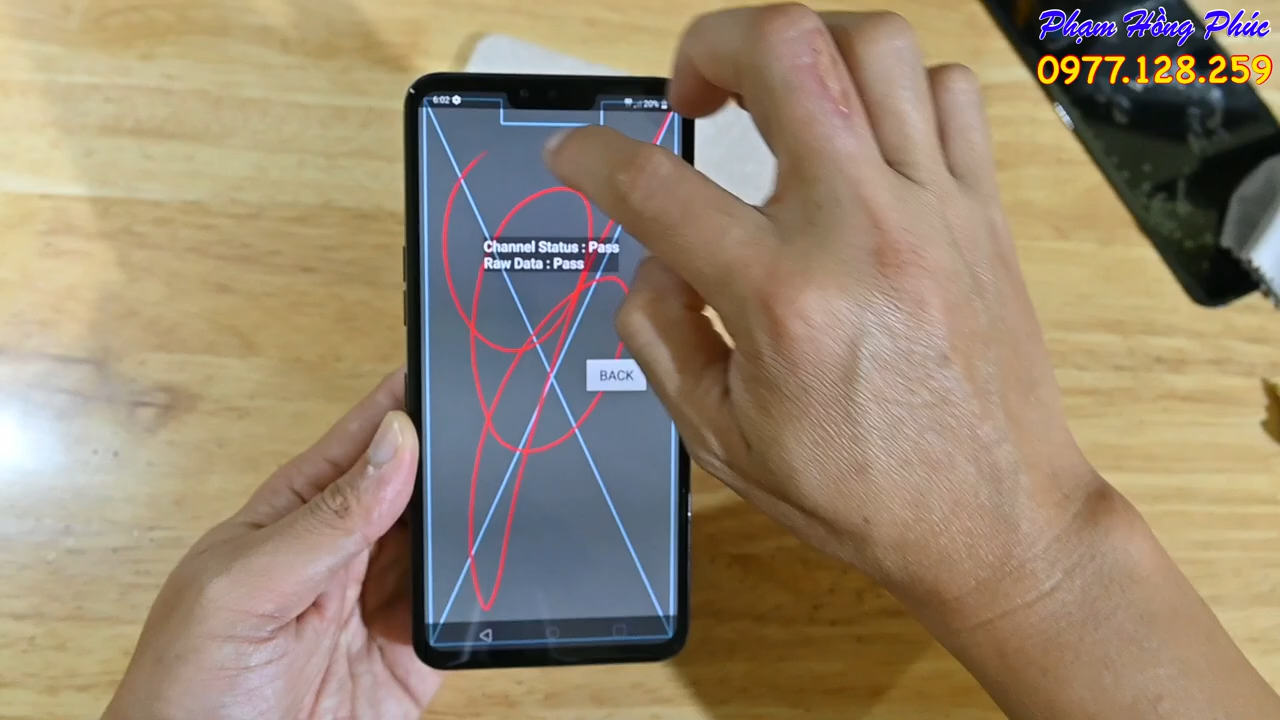 Phạm Hồng Phúc
0977.128.259
6:02
20%
Channel Status : Pass
Raw Data : Pass
BACK